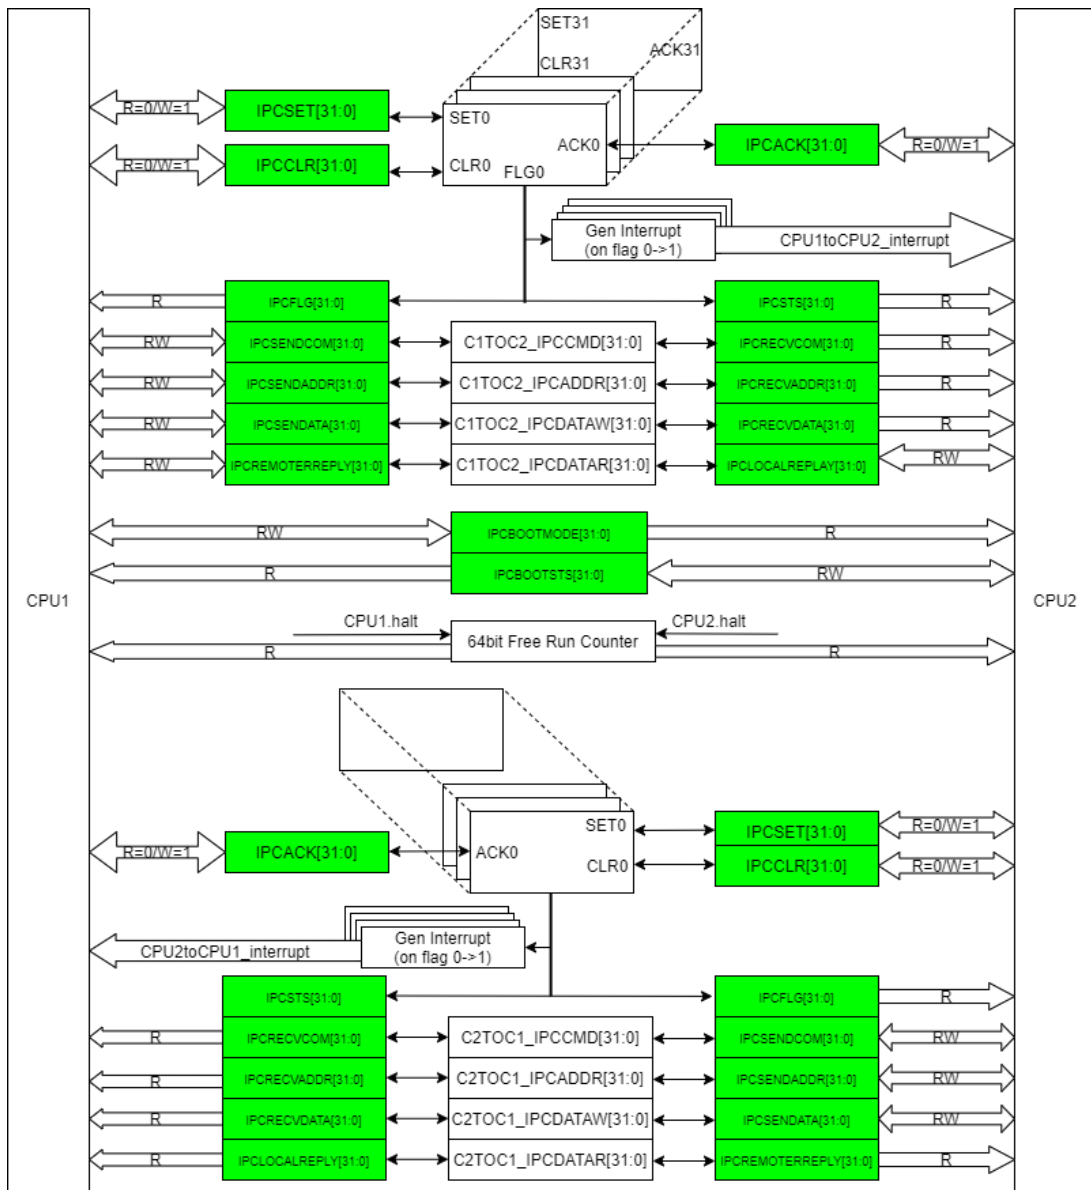 SET31
ACK31
CLR31
R=0/W=1
IPCSET[31:0]
SET0
ACK0
IPCACK[31:0]
R=0/W=1
R=0/W=1
IPCCLR[31:0]
CLR0
FLG0
Gen Interrupt
(on flag 0->1)
CPU1toCPU2_interrupt
R
IPCFLG[31:0]
IPCSTS[31:0]
R
RW
IPCSENDCOM[31:0]
C1TOC2_IPCCMD[31:0]
IPCRECVCOM[31:0]
R
RW
IPCSENDADDR[31:0]
C1TOC2_IPCADDR[31:0]
IPCRECVADDR[31:0]
R
RW
IPCSENDATA[31:0]
C1TOC2_IPCDATAW[31:0]
IPCRECVDATA[31:0]
R
RW
IPCREMOTERREPLY[31:0]
C1TOC2_IPCDATAR[31:0]
IPCLOCALREPLAY[31:0]
RW
RW
IPCBOOTMODE[31:0]
R
R
IPCBOOTSTS[31:0]
RW
CPU1
CPU2
CPU1.halt
CPU2.halt
64bit Free Run Counter
R
R
SET0
IPCSET[31:0]
R=0/W=1
R=0/W=1
IPCACK[31:0]
ACK0
CLR0
IPCCLR[31:0]
R=0/W=1
CPU2toCPU1_interrupt
Gen Interrupt
(on flag 0->1)
IPCSTS[31:0]
IPCFLG[31:0]
R
R
IPCRECVCOM[31:0]
C2TOC1_IPCCMD[31:0]
IPCSENDCOM[31:0]
RW
R
IPCRECVADDR[31:0]
C2TOC1_IPCADDR[31:0]
IPCSENDADDR[31:0]
RW
R
IPCRECVDATA[31:0]
C2TOC1_IPCDATAW[31:0]
IPCSENDATA[31:0]
RW
R
IPCLOCALREPLY[31:0]
C2TOC1_IPCDATAR[31:0]
IPCREMOTERREPLY[31:0]
R